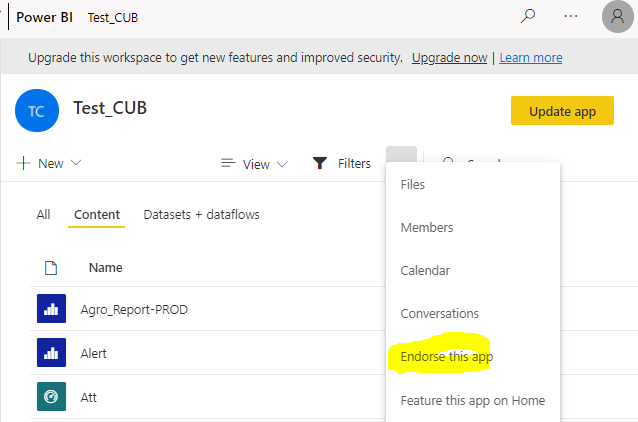 Power BI Test_CUB
Upgrade this workspace to get new features and improved security. Upgrade now | Learn more
TC Test_CUB
Update app
New View Filters
Files
Members
Calendar
Conversations
Endorse this app
Feature this app on Home
All Content Datasets + dataflows
Name
Agro_Report-PROD
Alert
Att